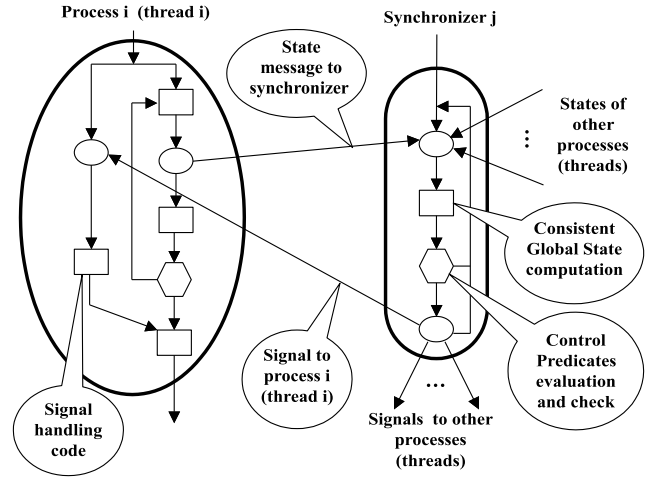 Process i (thread i)
Synchronizer j
State
message to
synchronizer
States of
other
processes
(threads)
...
Consistent
Global State
computation
Control
Predicates
evaluation
and check
Signal to
process i
(thread i)
Signal
handling
code
...
Signals to other
processes
(threads)